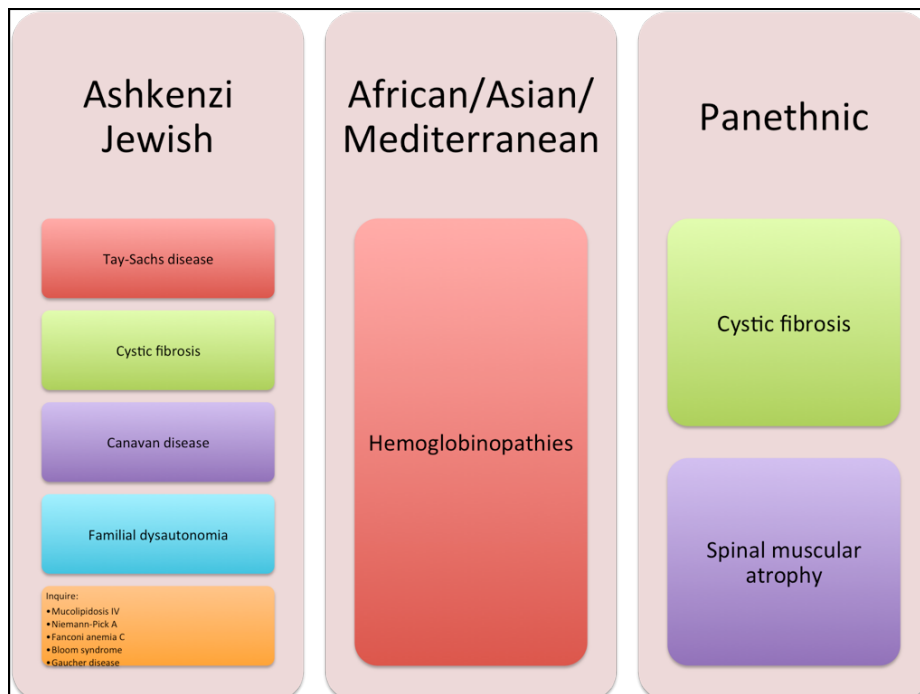 Ashkenzi
Jewish
Tay-Sachs disease
Cystic fibrosis
Canavan disease
Familial dysautonomia
Inquire:
•Mucolipidosis IV
•Niemann-Pick A
•Fanconi anemia C
•Bloom syndrome
•Gaucher disease
African/Asian/
Mediterranean
Hemoglobinopathies
Panethnic
Cystic fibrosis
Spinal muscular
atrophy